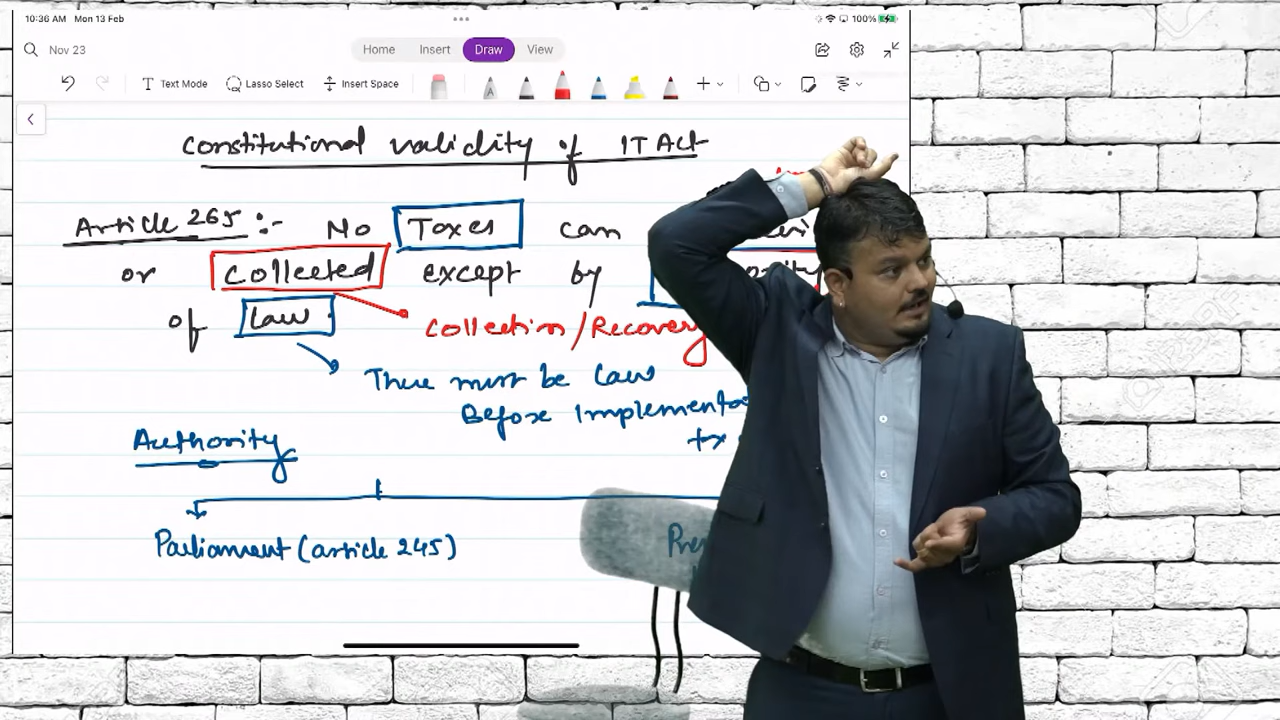 10:36 AM Mon 13 Feb
100%
Nov 23
Home Insert Draw View
Text Mode Lasso Select Insert Space
Constitutional validity of IT Act
Article 265 :- No Taxes can
or Collected except by
of Law.
Collection/Recovery
There must be Law
Before Implementa
tax
Authority
Parliament (article 245)
Pre